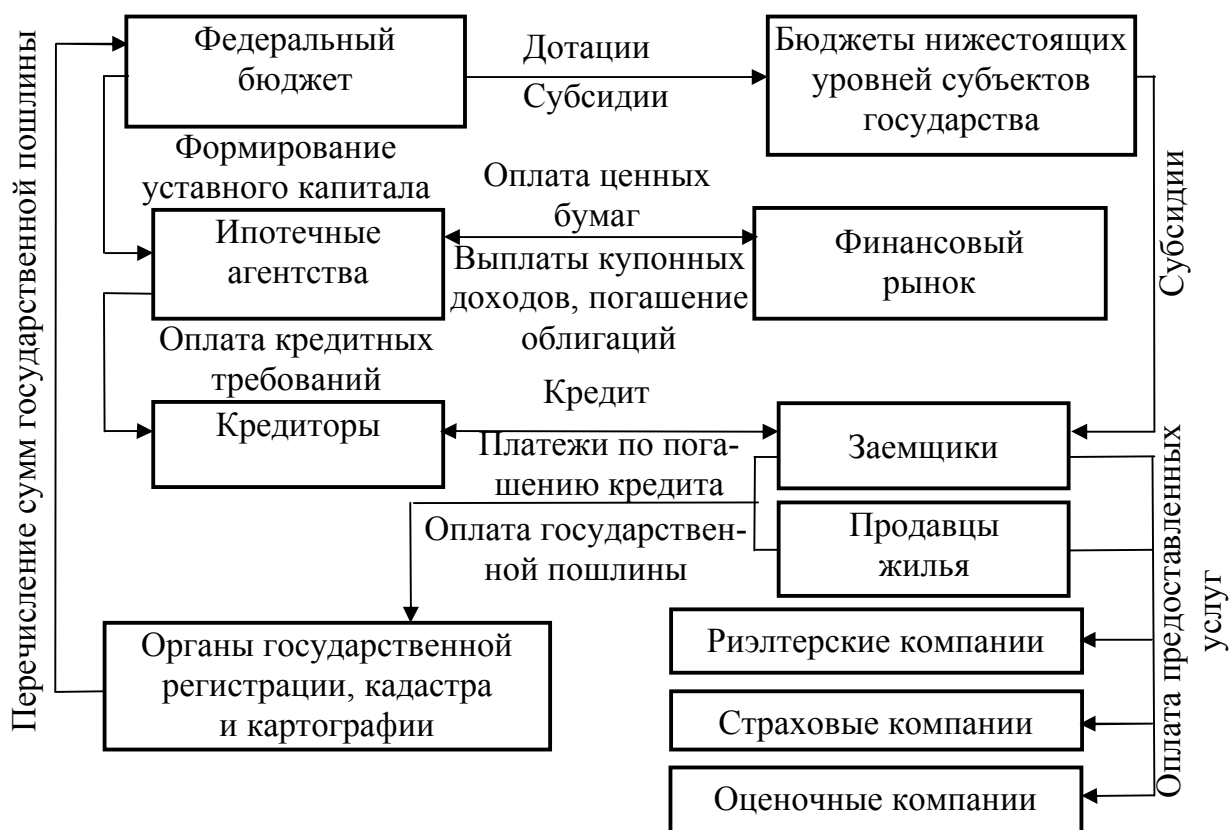 Перечисление сумм государственной пошлины
Федеральный
бюджет
Дотации
Субсидии
Бюджеты нижестоящих
уровней субъектов
государства
Субсидии
Формирование
уставного капитала
Оплата ценных
бумаг
Ипотечные
агентства
Выплаты купонных
доходов, погашение
облигаций
Финансовый
рынок
Оплата кредитных
требований
Кредит
Кредиторы
Платежи по пога-
шению кредита
Заемщики
Оплата государствен-
ной пошлины
Продавцы
жилья
Оплата предоставленных
услуг
Органы государственной
регистрации, кадастра
и картографии
Риэлтерские компании
Страховые компании
Оценочные компании